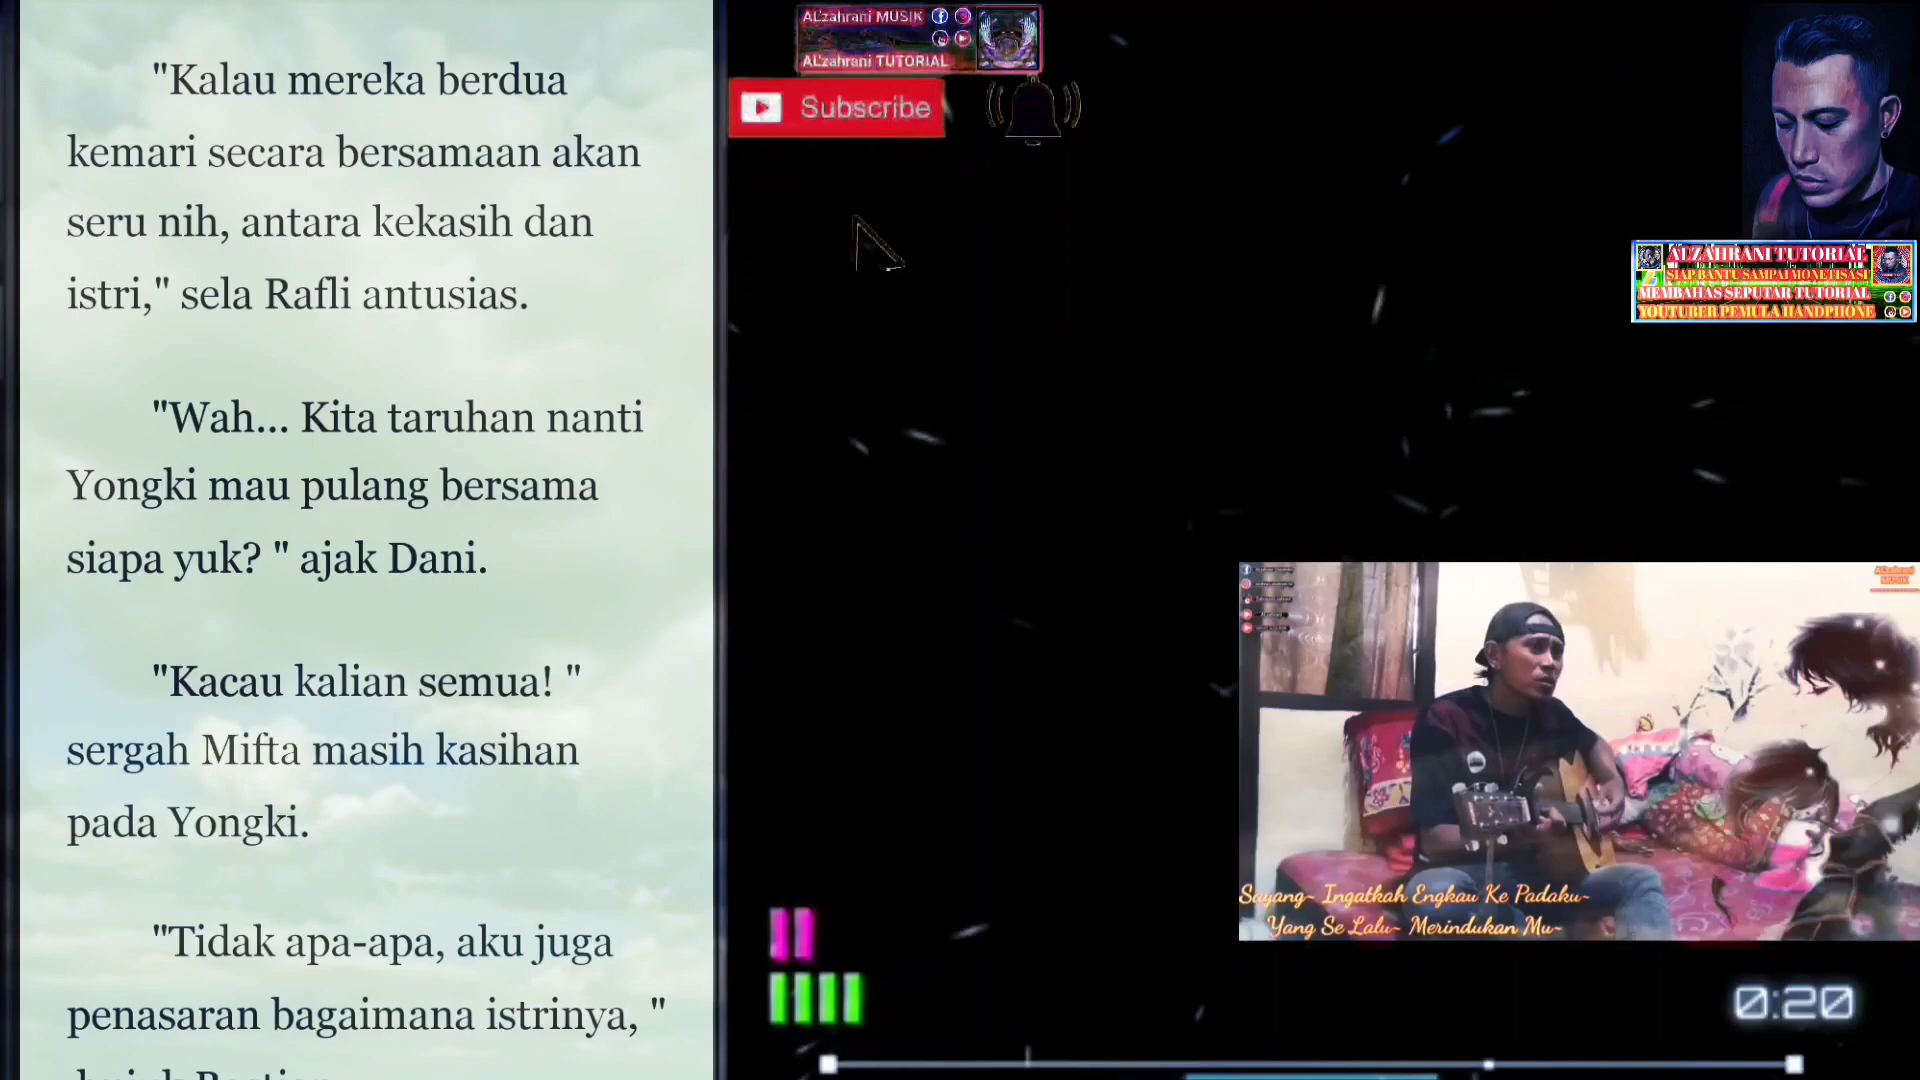 "Kalau mereka berdua
kemari secara bersamaan akan
seru nih, antara kekasih dan
istri," sela Rafli antusias.
"Wah... Kita taruhan nanti
Yongki mau pulang bersama
siapa yuk? " ajak Dani.
"Kacau kalian semua! "
sergah Mifta masih kasihan
pada Yongki.
"Tidak apa-apa, aku juga
penasaran bagaimana istrinya, "
AL'zahrani MUSIK
AL'zahrani TUTORIAL
Subscribe
ALZAHRANI TUTORIAL
SIAP BANTU SAMPAI MONETISASI
MEMBAHAS SEPUTAR TUTORIAL
YOUTUBER PEMULA HANDPHONE
ALzahrani
MUSIK
Sayang~ Ingatkah Engkau Ke Padaku~
Yang Se Lalu~ Merindukan Mu~
0:20